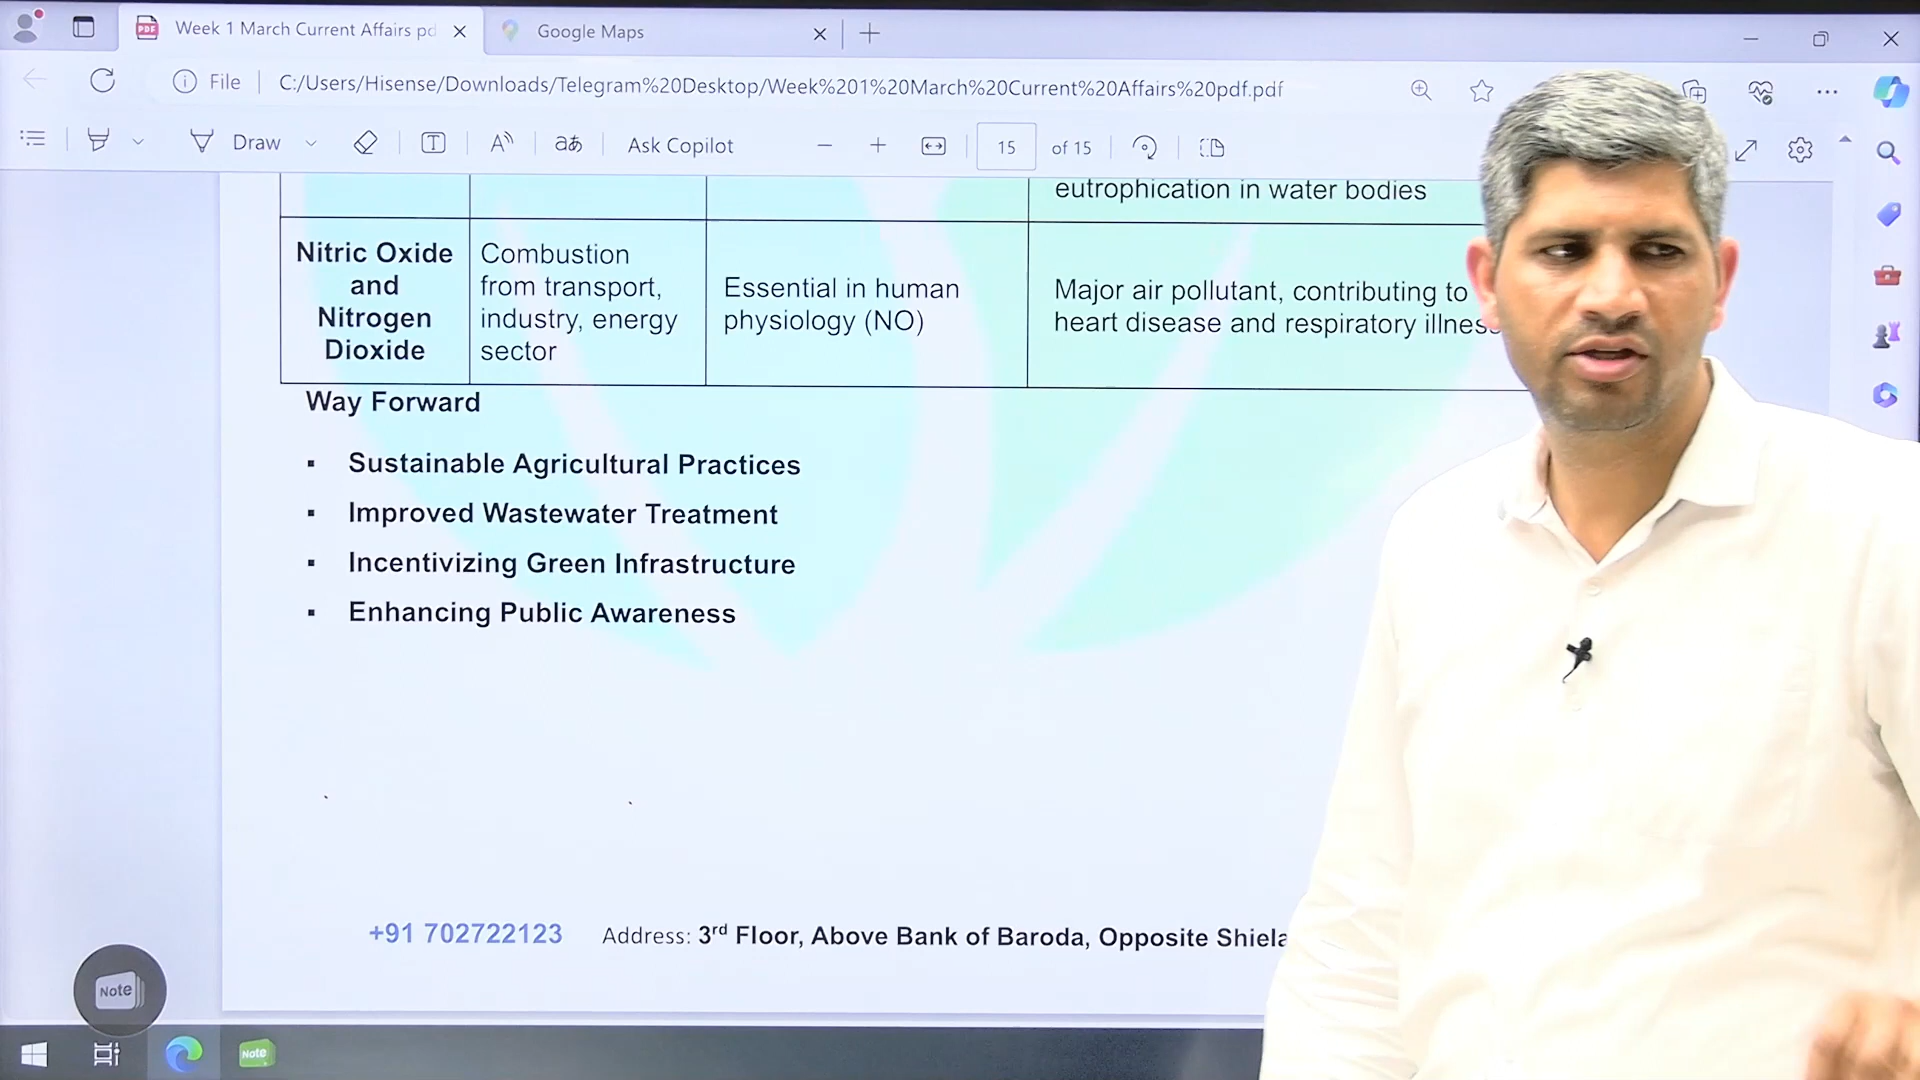 Week 1 March Current Affairs pd
Google Maps
File
C:/Users/Hisense/Downloads/Telegram%20Desktop/Week%201%20March%20Current%20Affairs%20pdf.pdf
Draw
T
A
aあ
Ask Copilot
15
of 15
eutrophication in water bodies
Nitric Oxide
and
Nitrogen
Dioxide
Combustion
from transport,
industry, energy
sector
Essential in human
physiology (NO)
Major air pollutant, contributing to
heart disease and respiratory illness
Way Forward
▪ Sustainable Agricultural Practices
▪ Improved Wastewater Treatment
▪ Incentivizing Green Infrastructure
▪ Enhancing Public Awareness
+91 702722123
Address: 3rd Floor, Above Bank of Baroda, Opposite Shiela
Note
Note